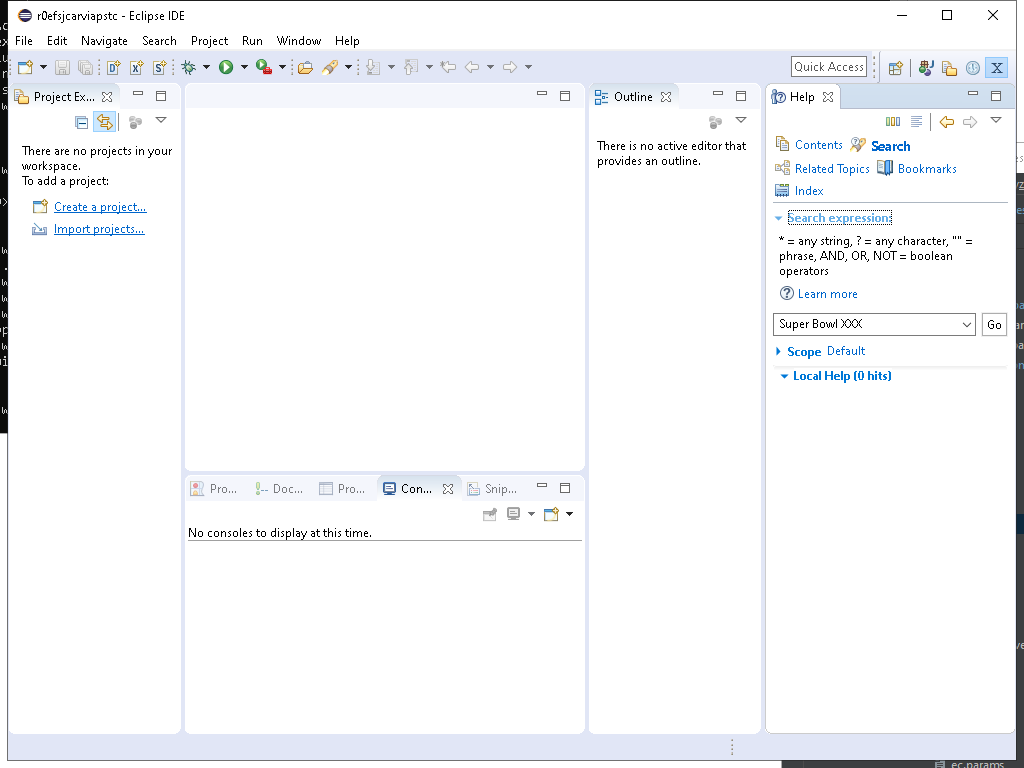 r0efsjcarviapstc - Eclipse IDE
File Edit Navigate Search Project Run Window Help
Quick Access
Project Ex...
Outline
Help
There are no projects in your
workspace.
To add a project:
Create a project...
Import projects...
There is no active editor that
provides an outline.
Contents Search
Related Topics Bookmarks
Index
Search expression:
* = any string, ? = any character, "" =
phrase, AND, OR, NOT = boolean
operators
Learn more
Super Bowl XXX
Go
Scope Default
Local Help (0 hits)
Pro... Doc... Pro... Con... Snip...
No consoles to display at this time.
ec.params